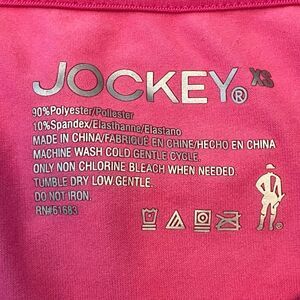 JOCKEY® XS
90%Polyester/Poliester
10%Spandex/Elasthanne/Elastano
MADE IN CHINA/FABRIQUÉ EN CHINE/HECHO EN CHINA
MACHINE WASH COLD GENTLE CYCLE.
ONLY NON CHLORINE BLEACH WHEN NEEDED.
TUMBLE DRY LOW.GENTLE.
DO NOT IRON.
RN#61683
®